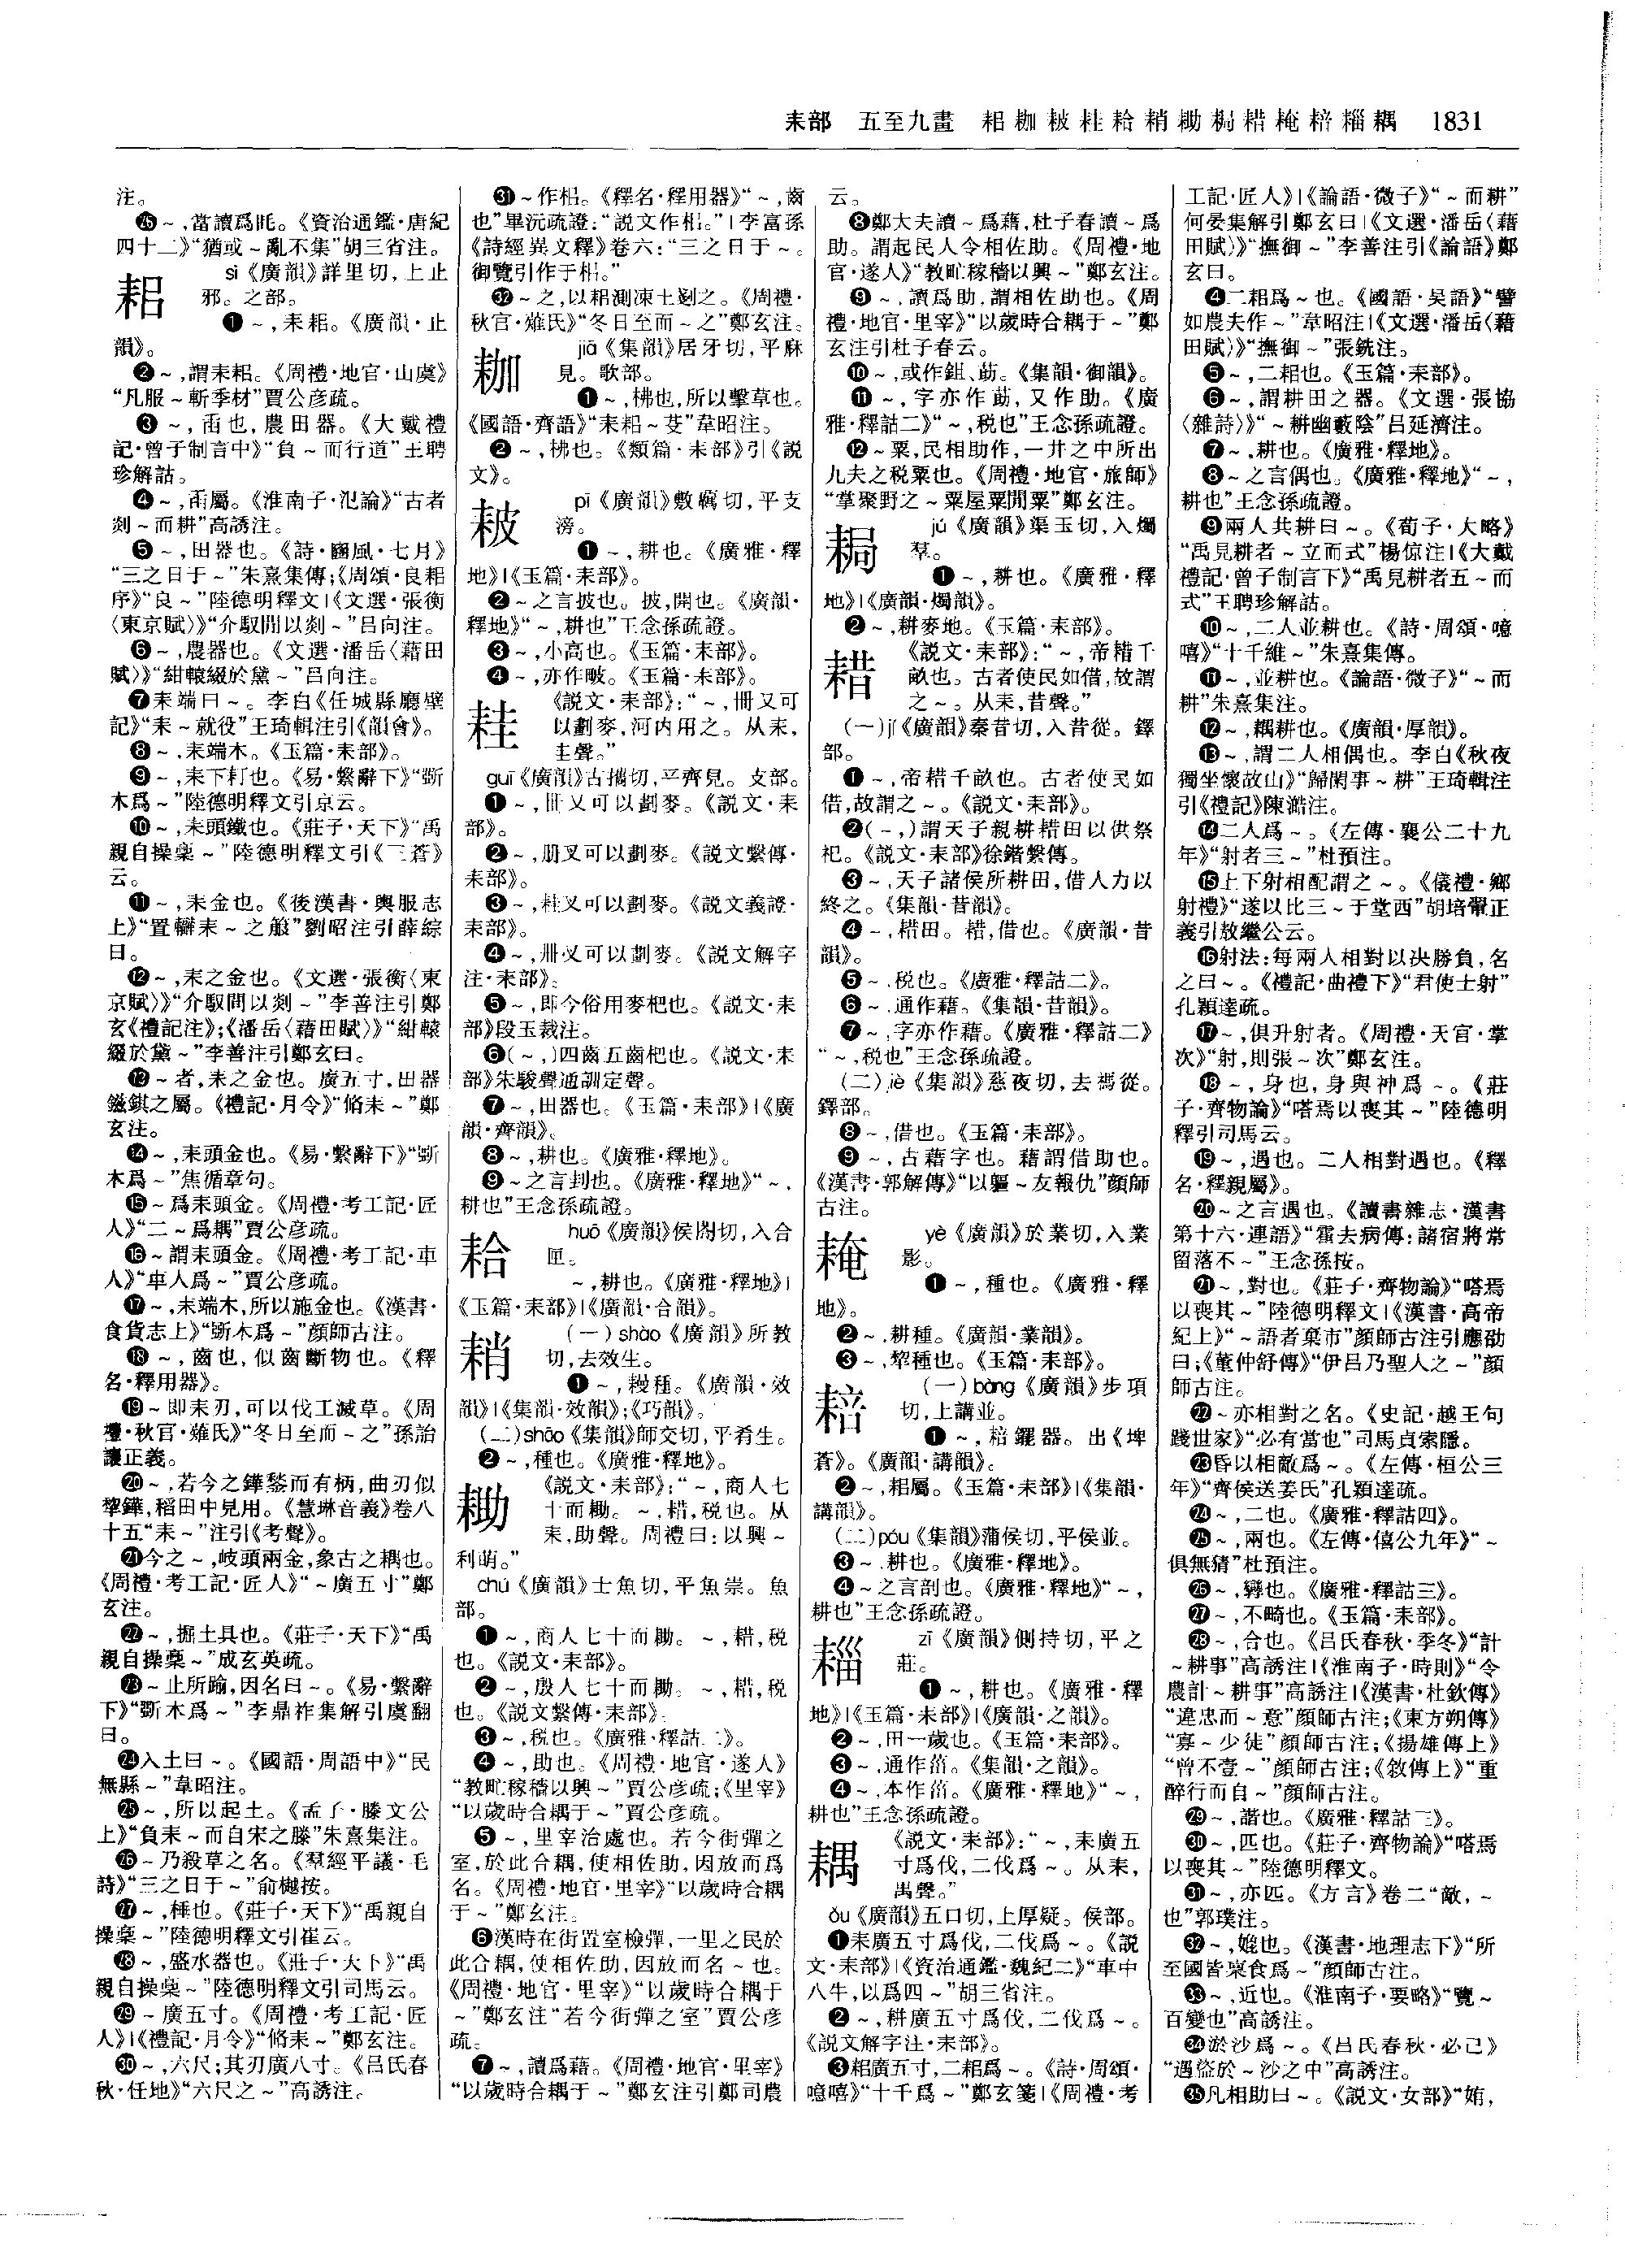 耒部 五至九畫 耜耞耚䎰耠䎴耡䎤耤䎨䎧䎩耦 1831
注。
㉖~,當讀爲眊。《資治通鑑·唐紀
四十二》“猶或~亂不集”胡三省注。
耜 sì《廣韻》詳里切,上止
邪。之部。
❶~,耒耜。《廣韻·止
韻》。
❷~,謂耒耜。《周禮·地官·山虞》
“凡服~斬季材”賈公彦疏。
❸~,臿也,農田器。《大戴禮
記·曾子制言中》“負~而行道”王聘
珍解詁。
❹~,臿屬。《淮南子·氾論》“古者
剡~而耕”高誘注。
❺~,田器也。《詩·豳風·七月》
“三之日于~”朱熹集傳;《周頌·良耜
序》“良~”陸德明釋文|《文選·張衡
〈東京賦〉》“介馭間以剡~”吕向注。
❻~,農器也。《文選·潘岳〈藉田
賦〉》“紺轅綴於黛~”吕向注。
❼耒端曰~。李白《任城縣廳壁
記》“耒~就役”王琦輯注引《韻會》。
❽~,耒端木。《玉篇·耒部》。
❾~,耒下耓也。《易·繫辭下》“斲
木爲~”陸德明釋文引京云。
❿~,耒頭鐵也。《莊子·天下》“禹
親自操橐~”陸德明釋文引《三蒼》
云。
⓫~,耒金也。《後漢書·輿服志
上》“置轓耒~之箙”劉昭注引薛綜
曰。
⓬~,耒之金也。《文選·張衡〈東
京賦〉》“介馭間以剡~”李善注引鄭
玄《禮記注》;《潘岳〈藉田賦〉》“紺轅
綴於黛~”李善注引鄭玄曰。
⓭~者,耒之金也。廣五寸,田器
鎡錤之屬。《禮記·月令》“脩耒~”鄭
玄注。
⓮~,耒頭金也。《易·繫辭下》“斲
木爲~”焦循章句。
⓯~爲耒頭金。《周禮·考工記·匠
人》“二~爲耦”賈公彦疏。
⓰~謂耒頭金。《周禮·考工記·車
人》“車人爲~”賈公彦疏。
⓱~,耒端木,所以施金也。《漢書·
食貨志上》“斲木爲~”顔師古注。
⓲~,齒也,似齒斷物也。《釋
名·釋用器》。
⓳~即耒刃,可以伐工滅草。《周
禮·秋官·薙氏》“冬日至而~之”孫詒
讓正義。
⓴~,若今之鏵鍫而有柄,曲刃似
犂鏵,稻田中見用。《慧琳音義》卷八
十五“耒~”注引《考聲》。
㉑今之~,岐頭兩金,象古之耦也。
《周禮·考工記·匠人》“~廣五寸”鄭
玄注。
㉒~,掘土具也。《莊子·天下》“禹
親自操橐~”成玄英疏。
㉓~止所踰,因名曰~。《易·繫辭
下》“斲木爲~”李鼎祚集解引虞翻
曰。
㉔入土曰~。《國語·周語中》“民
無縣~”韋昭注。
㉕~,所以起土。《孟子·滕文公
上》“負耒~而自宋之滕”朱熹集注。
㉖~乃殺草之名。《羣經平議·毛
詩》“三之日于~”俞樾按。
㉗~,棰也。《莊子·天下》“禹親自
操橐~”陸德明釋文引崔云。
㉘~,盛水器也。《莊子·天下》“禹
親自操橐~”陸德明釋文引司馬云。
㉙~廣五寸。《周禮·考工記·匠
人》|《禮記·月令》“脩耒~”鄭玄注。
㉚~,六尺;其刃廣八寸。《吕氏春
秋·任地》“六尺之~”高誘注。
㉛~作梠。《釋名·釋用器》“~,齒
也”畢沅疏證:“説文作梠。”|李富孫
《詩經異文釋》卷六:“三之日于~。
御覽引作于梠。”
㉜~之,以耜測凍土剗之。《周禮·
秋官·薙氏》“冬日至而~之”鄭玄注。
耞 jiā《集韻》居牙切,平麻
見。歌部。
❶~,梻也,所以擊草也。
《國語·齊語》“耒耜~芟”韋昭注。
❷~,梻也。《類篇·耒部》引《説
文》。
耚 pī《廣韻》敷羈切,平支
滂。
❶~,耕也。《廣雅·釋
地》|《玉篇·耒部》。
❷~之言披也。披,開也。《廣韻·
釋地》“~,耕也”王念孫疏證。
❸~,小高也。《玉篇·耒部》。
❹~,亦作畈。《玉篇·耒部》。
䎰 《説文·耒部》:“~,冊又可
以劃麥,河内用之。从耒,
圭聲。”
guī《廣韻》古攜切,平齊見。支部。
❶~,冊叉可以劃麥。《説文·耒
部》。
❷~,册叉可以劃麥。《説文繫傳·
耒部》。
❸~,䎰叉可以劃麥。《説文義證·
耒部》。
❹~,卌叉可以劃麥。《説文解字
注·耒部》。
❺~,即今俗用麥杷也。《説文·耒
部》段玉裁注。
❻(~,)四齒五齒杷也。《説文·耒
部》朱駿聲通訓定聲。
❼~,田器也。《玉篇·耒部》|《廣
韻·齊韻》。
❽~,耕也。《廣雅·釋地》。
❾~之言刲也。《廣雅·釋地》“~,
耕也”王念孫疏證。
耠 huō《廣韻》侯閤切,入合
匣。
~,耕也。《廣雅·釋地》|
《玉篇·耒部》|《廣韻·合韻》。
䎴 (一)shào《廣韻》所教
切,去效生。
❶~,耰種。《廣韻·效
韻》|《集韻·效韻》;《巧韻》。
(二)shāo《集韻》師交切,平肴生。
❷~,種也。《廣雅·釋地》。
耡 《説文·耒部》:“~,商人七
十而耡。~,耤,税也。从
耒,助聲。周禮曰:以興~
利萌。”
chú《廣韻》士魚切,平魚崇。魚
部。
❶~,商人七十而耡。~,耤,税
也。《説文·耒部》。
❷~,殷人七十而耡。~,耤,税
也。《説文繫傳·耒部》。
❸~,税也。《廣雅·釋詁二》。
❹~,助也。《周禮·地官·遂人》
“教甿稼穡以興~”賈公彦疏;《里宰》
“以歲時合耦于~”賈公彦疏。
❺~,里宰治處也。若今街彈之
室,於此合耦,使相佐助,因放而爲
名。《周禮·地官·里宰》“以歲時合耦
于~”鄭玄注。
❻漢時在街置室檢彈,一里之民於
此合耦,使相佐助,因放而名~也。
《周禮·地官·里宰》“以歲時合耦于
~”鄭玄注“若今街彈之室”賈公彦
疏。
❼~,讀爲藉。《周禮·地官·里宰》
“以歲時合耦于~”鄭玄注引鄭司農
云。
❽鄭大夫讀~爲藉,杜子春讀~爲
助。謂起民人令相佐助。《周禮·地
官·遂人》“教甿稼穡以興~”鄭玄注。
❾~,讀爲助,謂相佐助也。《周
禮·地官·里宰》“以歲時合耦于~”鄭
玄注引杜子春云。
❿~,或作鉏、莇。《集韻·御韻》。
⓫~,字亦作莇,又作助。《廣
雅·釋詁二》“~,税也”王念孫疏證。
⓬~粟,民相助作,一井之中所出
九夫之税粟也。《周禮·地官·旅師》
“掌聚野之~粟屋粟閒粟”鄭玄注。
䎤 jú《廣韻》渠玉切,入燭
羣。
❶~,耕也。《廣雅·釋
地》|《廣韻·燭韻》。
❷~,耕麥地。《玉篇·耒部》。
耤 《説文·耒部》:“~,帝耤千
畝也。古者使民如借,故謂
之~。从耒,昔聲。”
(一)jí《廣韻》秦昔切,入昔從。鐸
部。
❶~,帝耤千畝也。古者使民如
借,故謂之~。《説文·耒部》。
❷(~,)謂天子親耕耤田以供祭
祀。《説文·耒部》徐鍇繫傳。
❸~,天子諸侯所耕田,借人力以
終之。《集韻·昔韻》。
❹~,耤田。耤,借也。《廣韻·昔
韻》。
❺~,税也。《廣雅·釋詁二》。
❻~,通作藉。《集韻·昔韻》。
❼~,字亦作藉。《廣雅·釋詁二》
“~,税也”王念孫疏證。
(二)jiè《集韻》慈夜切,去禡從。
鐸部。
❽~,借也。《玉篇·耒部》。
❾~,古藉字也。藉謂借助也。
《漢書·郭解傳》“以軀~友報仇”顔師
古注。
䎨 yè《廣韻》於業切,入業
影。
❶~,種也。《廣雅·釋
地》。
❷~,耕種。《廣韻·業韻》。
❸~,犂種也。《玉篇·耒部》。
䎧 (一)bàng《廣韻》步項
切,上講並。
❶~,䎧䥯器。出《埤
蒼》。《廣韻·講韻》。
❷~,耜屬。《玉篇·耒部》|《集韻·
講韻》。
(二)póu《集韻》蒲侯切,平侯並。
❸~,耕也。《廣雅·釋地》。
❹~之言剖也。《廣雅·釋地》“~,
耕也”王念孫疏證。
䎩 zī《廣韻》側持切,平之
莊。
❶~,耕也。《廣雅·釋
地》|《玉篇·耒部》|《廣韻·之韻》。
❷~,田一歲也。《玉篇·耒部》。
❸~,通作菑。《集韻·之韻》。
❹~,本作菑。《廣雅·釋地》“~,
耕也”王念孫疏證。
耦 《説文·耒部》:“~,耒廣五
寸爲伐,二伐爲~。从耒,
禺聲。”
ǒu《廣韻》五口切,上厚疑。侯部。
❶耒廣五寸爲伐,二伐爲~。《説
文·耒部》|《資治通鑑·魏紀二》“車中
八牛,以爲四~”胡三省注。
❷~,耕廣五寸爲伐,二伐爲~。
《説文解字注·耒部》。
❸耜廣五寸,二耜爲~。《詩·周頌·
噫嘻》“十千爲~”鄭玄箋|《周禮·考
工記·匠人》|《論語·微子》“~而耕”
何晏集解引鄭玄曰|《文選·潘岳〈藉
田賦〉》“撫御~”李善注引《論語》鄭
玄曰。
❹二耜爲~也。《國語·吴語》“譬
如農夫作~”韋昭注|《文選·潘岳〈藉
田賦〉》“撫御~”張銑注。
❺~,二耜也。《玉篇·耒部》。
❻~,謂耕田之器。《文選·張協
〈雜詩〉》“~耕幽藪陰”吕延濟注。
❼~,耕也。《廣雅·釋地》。
❽~之言偶也。《廣雅·釋地》“~,
耕也”王念孫疏證。
❾兩人共耕曰~。《荀子·大略》
“禹見耕者~立而式”楊倞注|《大戴
禮記·曾子制言下》“禹見耕者五~而
式”王聘珍解詁。
❿~,二人並耕也。《詩·周頌·噫
嘻》“十千維~”朱熹集傳。
⓫~,並耕也。《論語·微子》“~而
耕”朱熹集注。
⓬~,耦耕也。《廣韻·厚韻》。
⓭~,謂二人相偶也。李白《秋夜
獨坐懷故山》“歸閑事~耕”王琦輯注
引《禮記》陳澔注。
⓮二人爲~。《左傳·襄公二十九
年》“射者三~”杜預注。
⓯上下射相配謂之~。《儀禮·鄉
射禮》“遂以比三~于堂西”胡培翬正
義引敖繼公云。
⓰射法:每兩人相對以決勝負,名
之曰~。《禮記·曲禮下》“君使士射”
孔穎達疏。
⓱~,俱升射者。《周禮·天官·掌
次》“射,則張~次”鄭玄注。
⓲~,身也,身與神爲~。《莊
子·齊物論》“嗒焉以喪其~”陸德明
釋引司馬云。
⓳~,遇也。二人相對遇也。《釋
名·釋親屬》。
⓴~之言遇也。《讀書雜志·漢書
第十六·連語》“霍去病傳:諸宿將常
留落不~”王念孫按。
㉑~,對也。《莊子·齊物論》“嗒焉
以喪其~”陸德明釋文|《漢書·高帝
紀上》“~語者棄市”顔師古注引應劭
曰;《董仲舒傳》“伊吕乃聖人之~”顔
師古注。
㉒~亦相對之名。《史記·越王句
踐世家》“必有當也”司馬貞索隱。
㉓昏以相敵爲~。《左傳·桓公三
年》“齊侯送姜氏”孔穎達疏。
㉔~,二也。《廣雅·釋詁四》。
㉕~,兩也。《左傳·僖公九年》“~
俱無猜”杜預注。
㉖~,孿也。《廣雅·釋詁三》。
㉗~,不畸也。《玉篇·耒部》。
㉘~,合也。《吕氏春秋·季冬》“計
~耕事”高誘注|《淮南子·時則》“令
農計~耕事”高誘注|《漢書·杜欽傳》
“違忠而~意”顔師古注;《東方朔傳》
“寡~少徒”顔師古注;《揚雄傳上》
“曾不壹~”顔師古注;《敘傳上》“重
醉行而自~”顔師古注。
㉙~,諧也。《廣雅·釋詁三》。
㉚~,匹也。《莊子·齊物論》“嗒焉
以喪其~”陸德明釋文。
㉛~,亦匹。《方言》卷二“敵,~
也”郭璞注。
㉜~,媲也。《漢書·地理志下》“所
至國皆稟食爲~”顔師古注。
㉝~,近也。《淮南子·要略》“覽~
百變也”高誘注。
㉞淤沙爲~。《吕氏春秋·必己》
“遇盜於~沙之中”高誘注。
㉟凡相助曰~。《説文·女部》“姷,